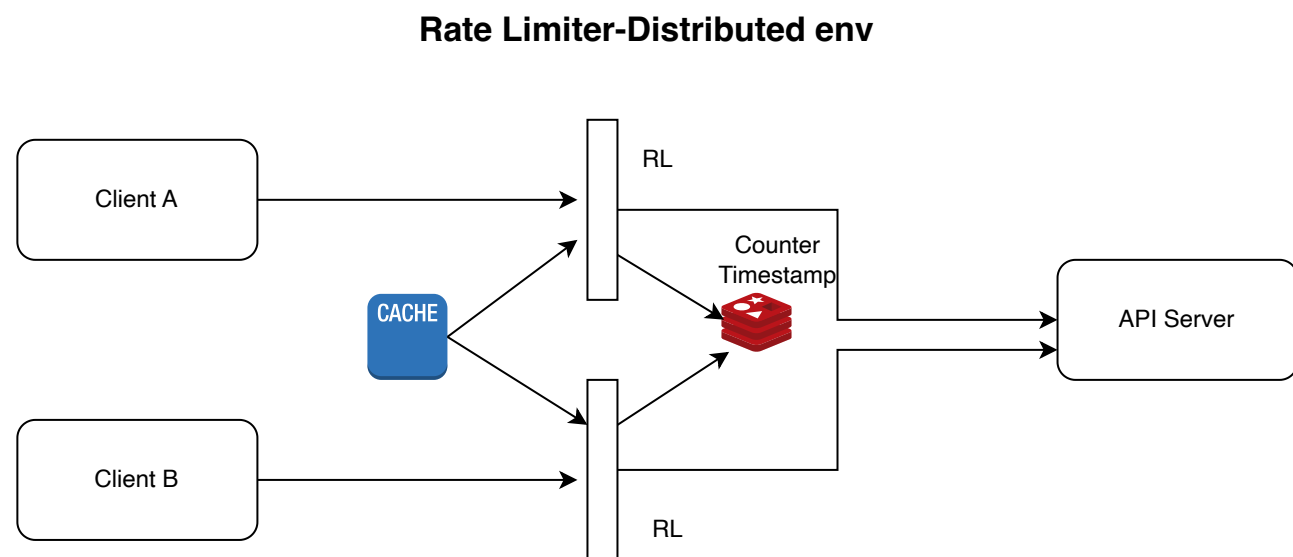 Rate Limiter-Distributed env
RL
Client A
Counter
Timestamp
CACHE
API Server
Client B
RL